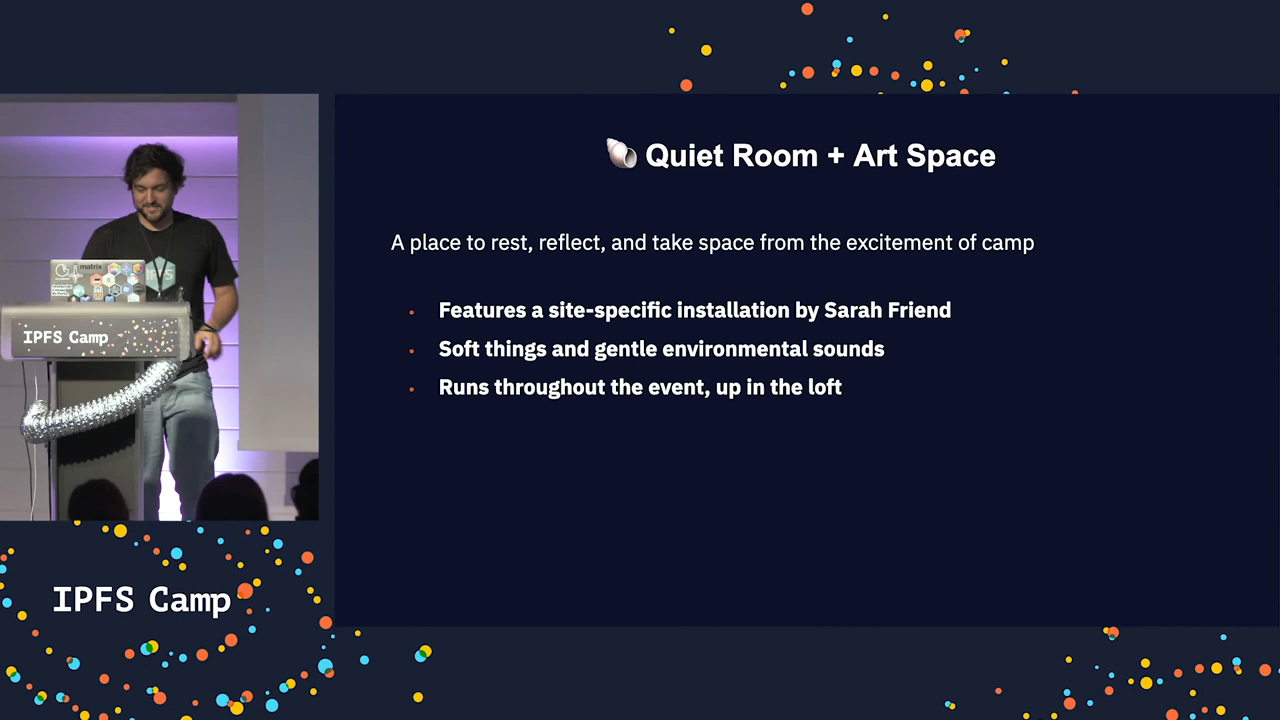 🐚 Quiet Room + Art Space
A place to rest, reflect, and take space from the excitement of camp
Features a site-specific installation by Sarah Friend
Soft things and gentle environmental sounds
Runs throughout the event, up in the loft
matrix
IPFS Camp
IPFS Camp